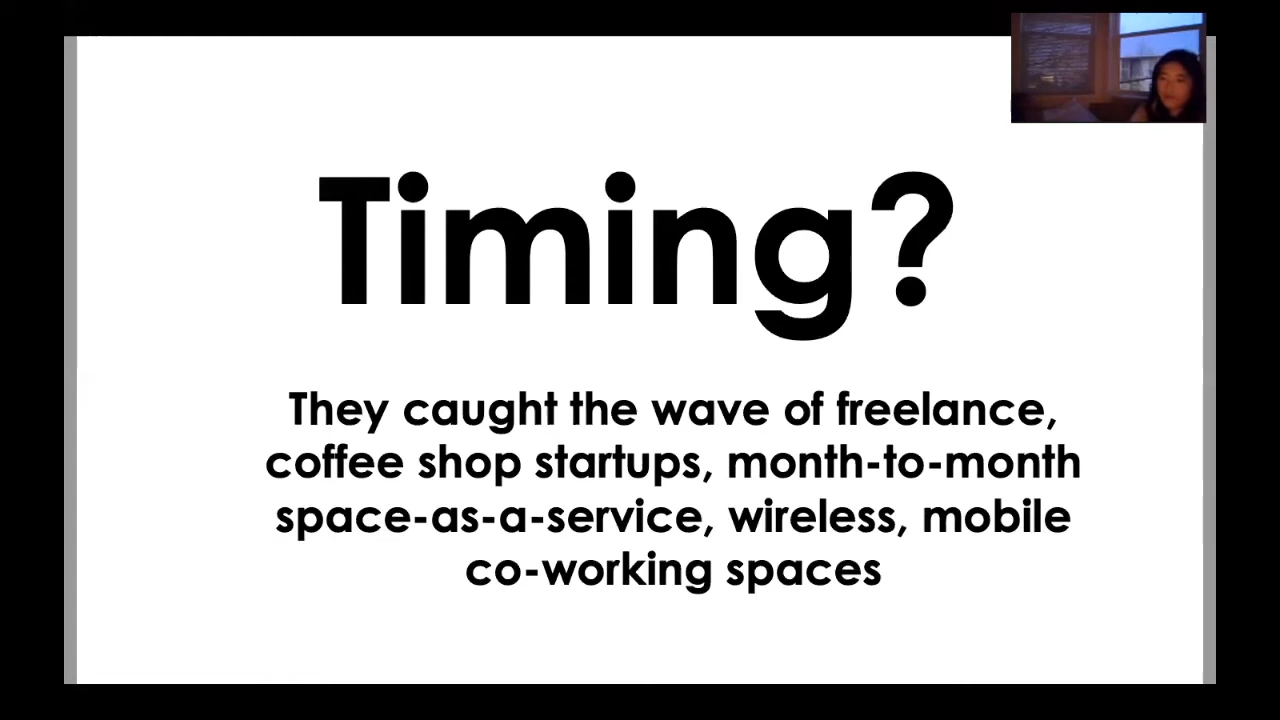 Timing?
They caught the wave of freelance,
coffee shop startups, month-to-month
space-as-a-service, wireless, mobile
co-working spaces